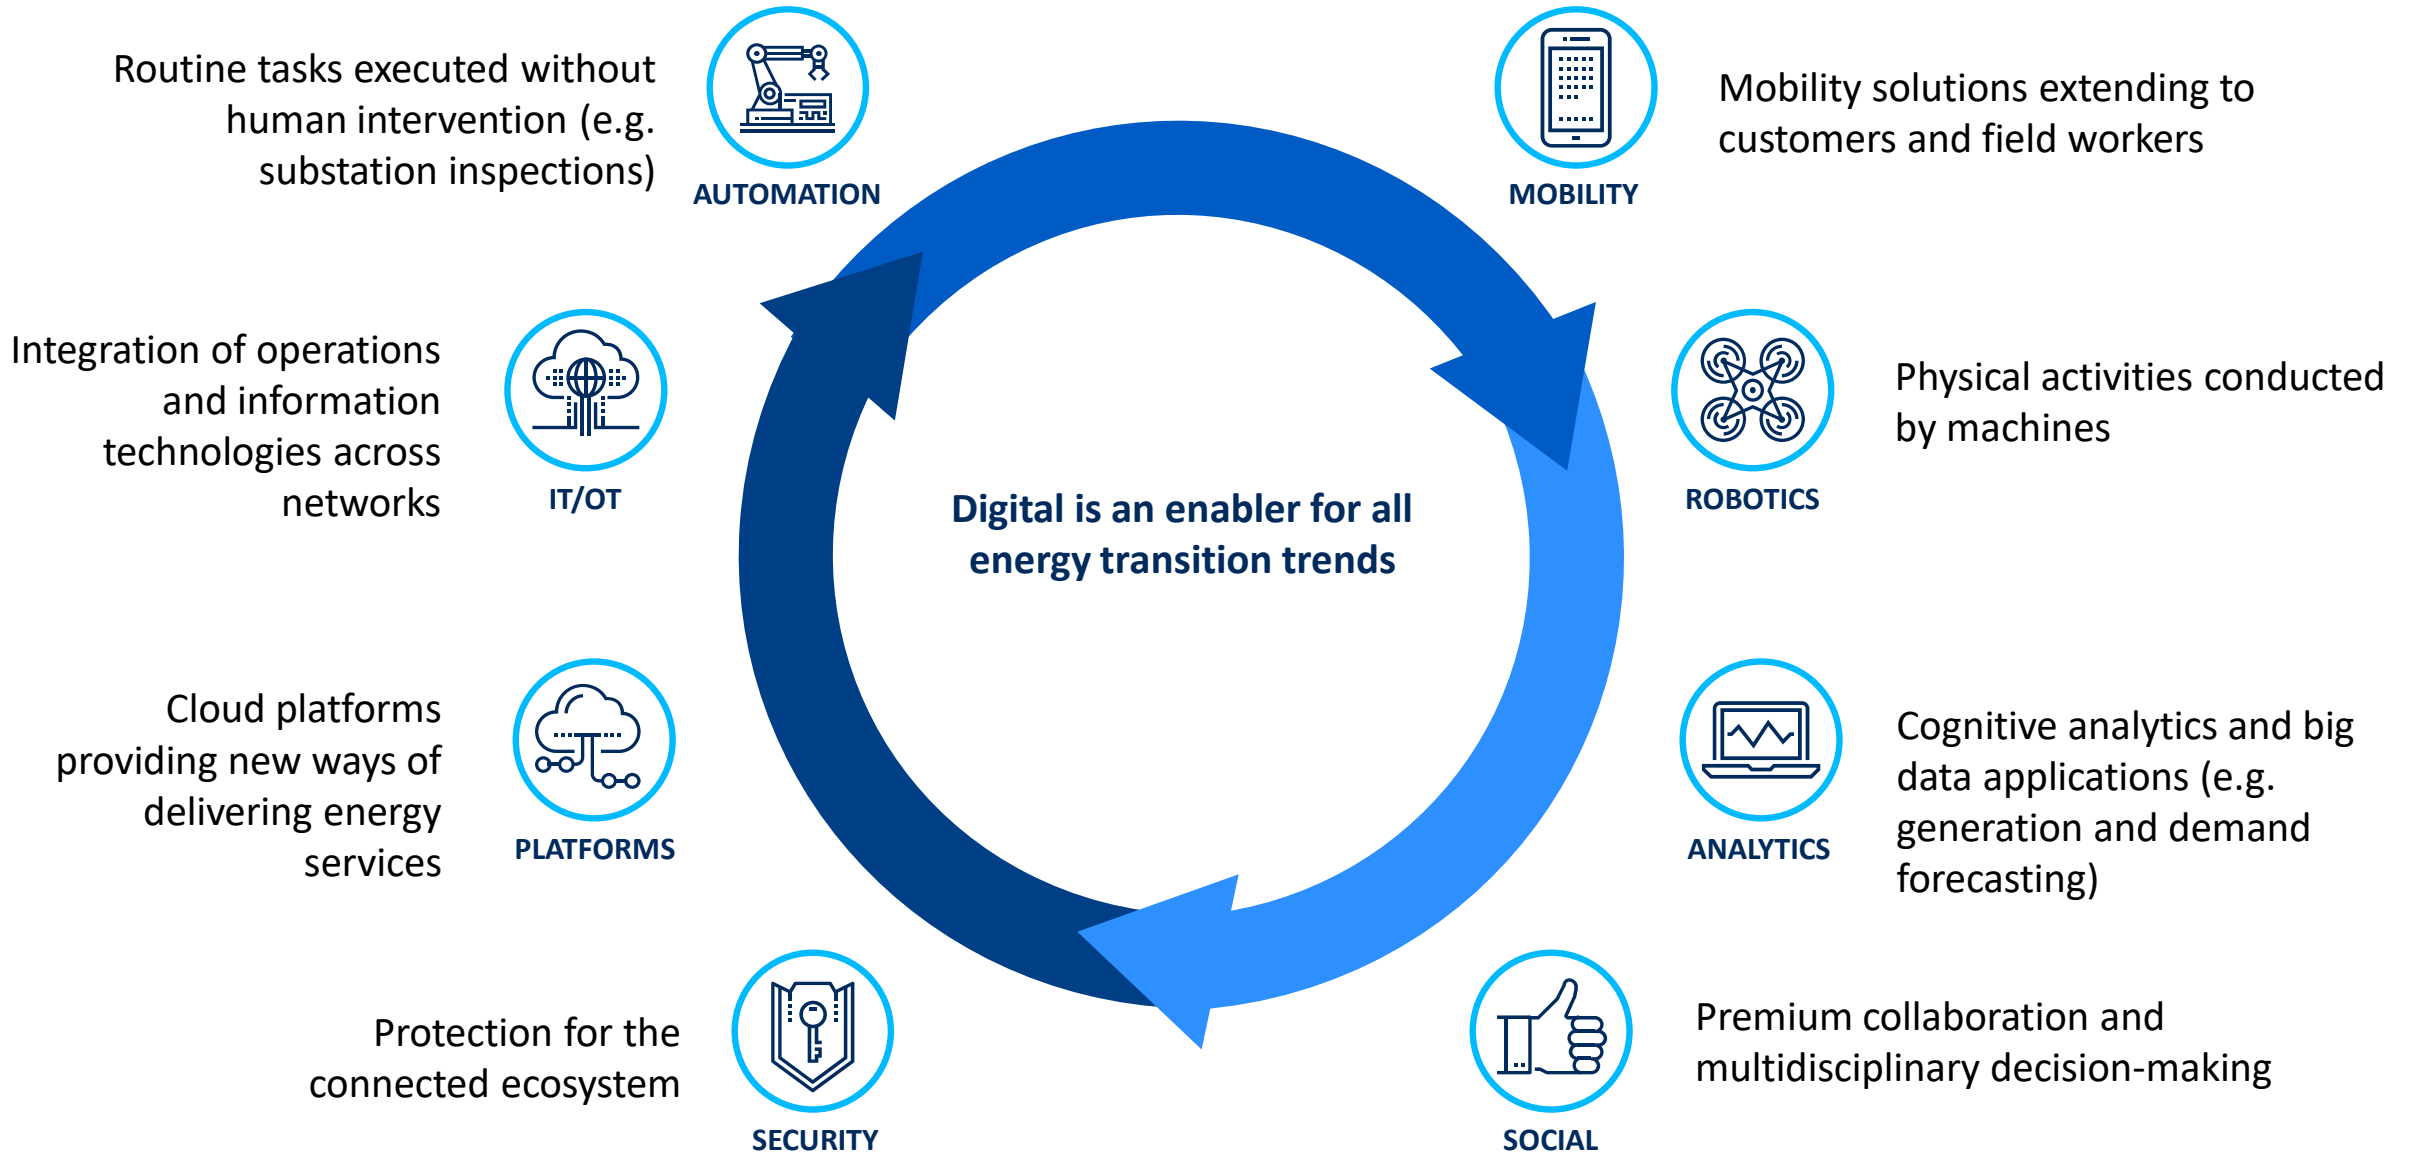 Routine tasks executed without
human intervention (e.g.
substation inspections)
AUTOMATION
MOBILITY
Mobility solutions extending to
customers and field workers
Integration of operations
and information
technologies across
networks
IT/OT
ROBOTICS
Physical activities conducted
by machines
Digital is an enabler for all
energy transition trends
Cloud platforms
providing new ways of
delivering energy
services
PLATFORMS
ANALYTICS
Cognitive analytics and big
data applications (e.g.
generation and demand
forecasting)
Protection for the
connected ecosystem
SECURITY
SOCIAL
Premium collaboration and
multidisciplinary decision-making